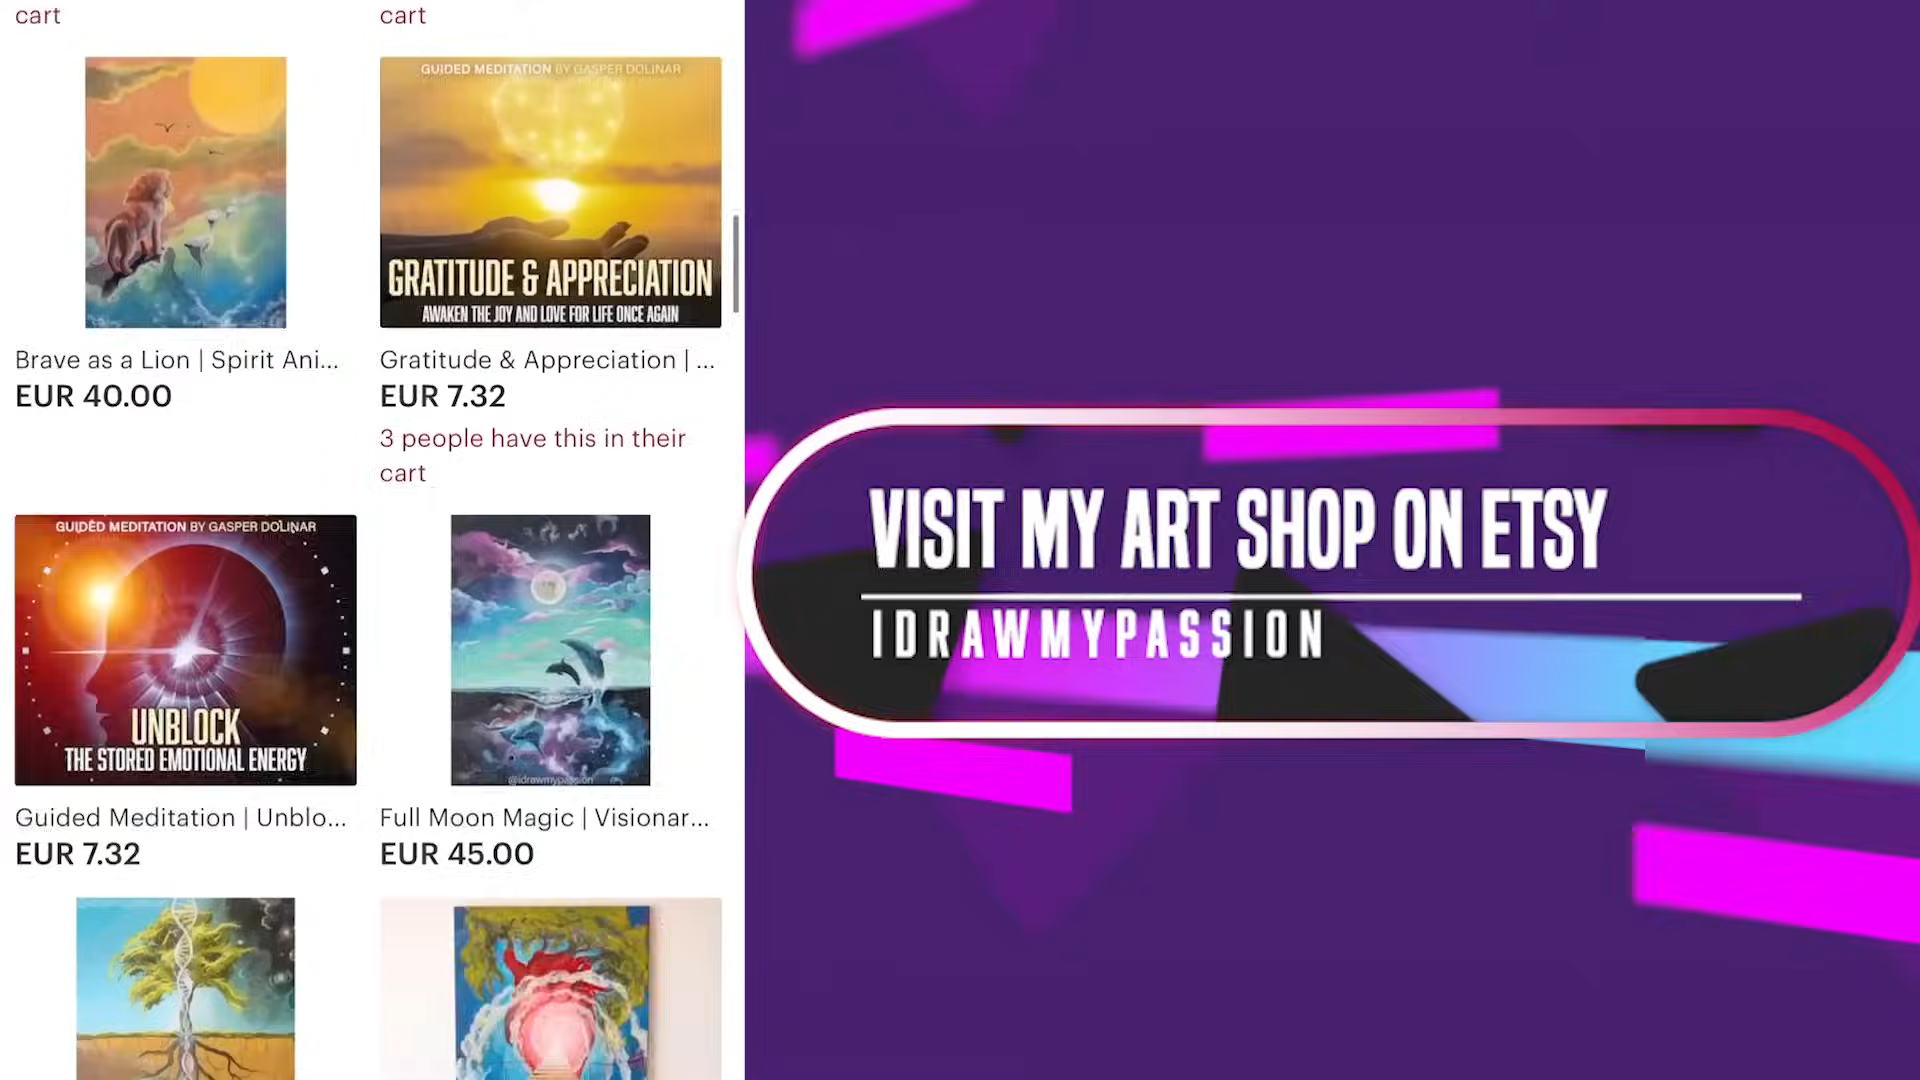 cart
cart
GUIDED MEDITATION BY GASPER DOLINAR
GRATITUDE & APPRECIATION
AWAKEN THE JOY AND LOVE FOR LIFE ONCE AGAIN
Brave as a Lion | Spirit Ani...
EUR 40.00
Gratitude & Appreciation | ...
EUR 7.32
3 people have this in their
cart
GUIDED MEDITATION BY GASPER DOLINAR
UNBLOCK
THE STORED EMOTIONAL ENERGY
@idrawmypassion
Guided Meditation | Unblo...
EUR 7.32
Full Moon Magic | Visionar...
EUR 45.00
VISIT MY ART SHOP ON ETSY
IDRAWMYPASSION